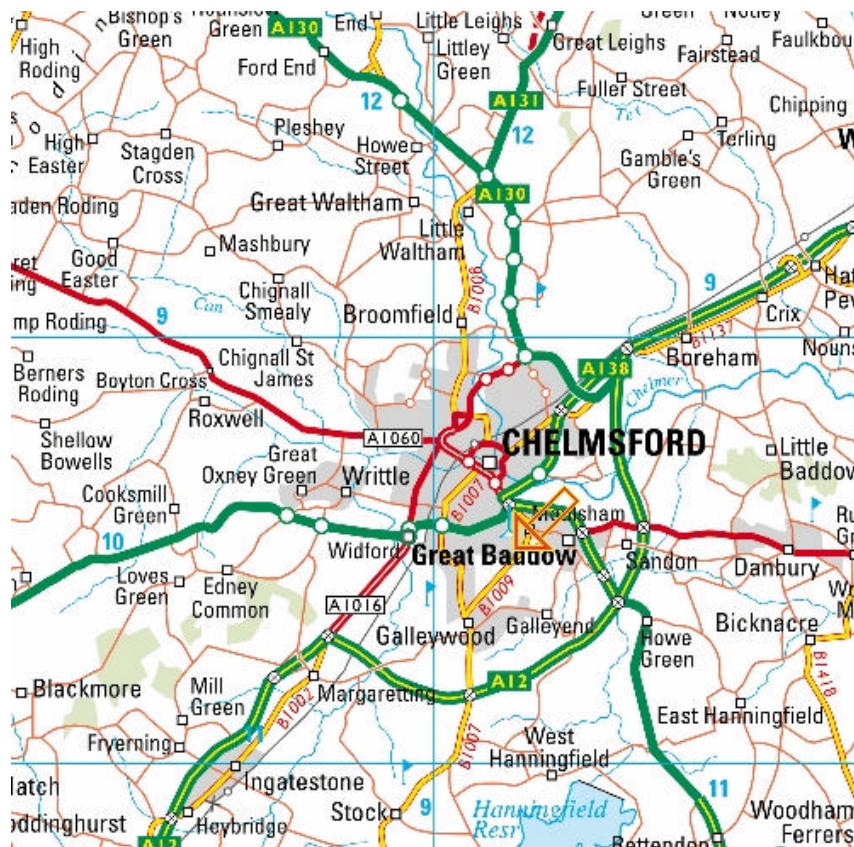 Bishop's
Green
Green
A130
End
Little Leighs
Green
High
Roding
Ford End
Littley
Green
Great Leighs
Fairstead
12
A131
Fuller Street
Chipping
12
Pleshey
Howe
Street
Terling
High
Easter
Stagden
Cross
Gamble's
Green
A130
Great Waltham
Little
Waltham
Mashbury
Good
Easter
Can
Chignall
Smealy
Broomfield
B1008
9
9
Crix
B1137
Boreham
Berners
Roding
Boyton Cross
Chignall St
James
A138
Chelmer
Roxwell
A1060
CHELMSFORD
Shellow
Bowells
Great
Oxney Green
Writtle
B1007
Little
Baddow
Cooksmill
Green
10
Widford
Great Baddow
Sandon
Danbury
Loves
Green
Edney
Common
A1016
B1009
Galleywood
Galleyend
Howe
Green
Bicknacre
B1418
Blackmore
Mill
Green
Margaretting
A12
B1002
East Hanningfield
Fryerning
11
B1007
West
Hanningfield
Ingatestone
Stock
9
Hanningfield
Resr
11
Woodham
Ferrers
Heybridge
A12